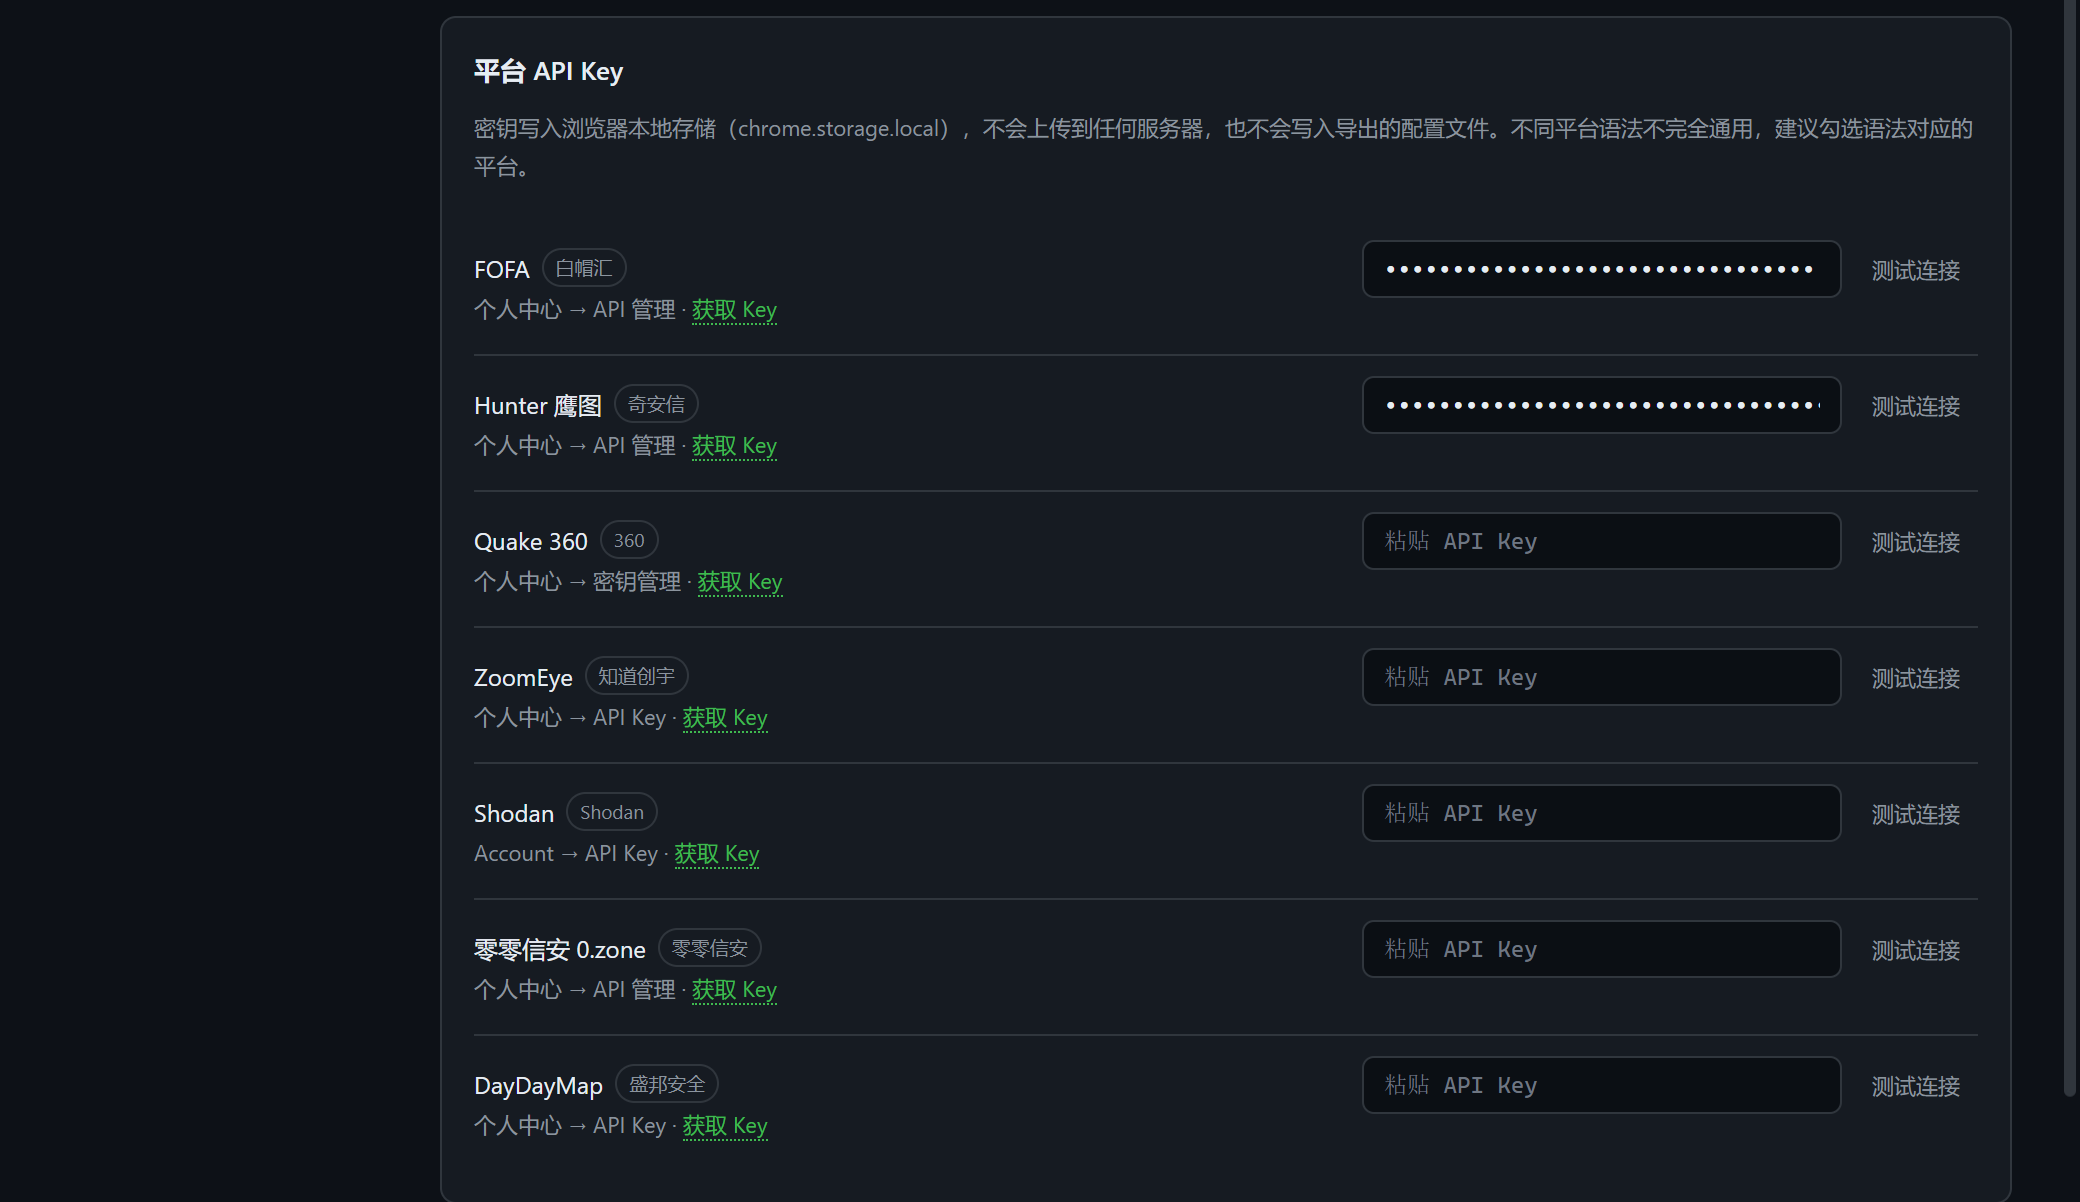 平台 API Key
密钥写入浏览器本地存储（chrome.storage.local），不会上传到任何服务器，也不会写入导出的配置文件。不同平台语法不完全通用，建议勾选语法对应的
平台。
FOFA 白帽汇 •••••••••••••••••••••••••••••••• 测试连接
个人中心 → API 管理 · 获取 Key
Hunter 鹰图 奇安信 ••••••••••••••••••••••••••••••••• 测试连接
个人中心 → API 管理 · 获取 Key
Quake 360 360 粘贴 API Key 测试连接
个人中心 → 密钥管理 · 获取 Key
ZoomEye 知道创宇 粘贴 API Key 测试连接
个人中心 → API Key · 获取 Key
Shodan Shodan 粘贴 API Key 测试连接
Account → API Key · 获取 Key
零零信安 0.zone 零零信安 粘贴 API Key 测试连接
个人中心 → API 管理 · 获取 Key
DayDayMap 盛邦安全 粘贴 API Key 测试连接
个人中心 → API Key · 获取 Key